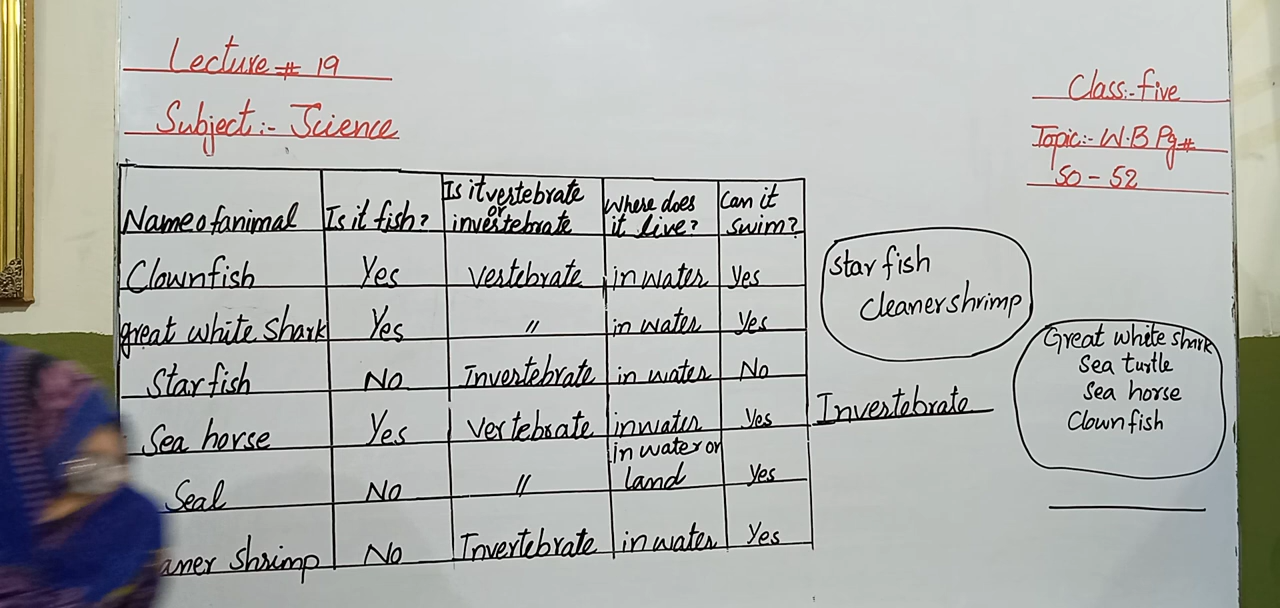 Lecture # 19
Subject:- Science
Class:- five
Topic:- W.B Pg#
50 - 52
Name of animal Is it fish? Is it vertebrate or invertebrate Where does it live? Can it swim?
Clownfish Yes Vertebrate in water Yes
great white shark Yes " in water Yes
Star fish No Invertebrate in water No
Sea horse Yes Vertebrate in water Yes
Seal No " in water or land Yes
aner Shrimp No Invertebrate in water Yes
Star fish
Cleaner shrimp
Invertebrate
Great white shark
Sea turtle
Sea horse
Clown fish